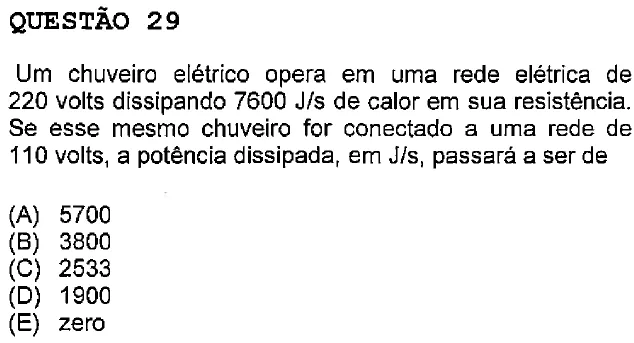 QUESTÃO 29
Um chuveiro elétrico opera em uma rede elétrica de
220 volts dissipando 7600 J/s de calor em sua resistência.
Se esse mesmo chuveiro for conectado a uma rede de
110 volts, a potência dissipada, em J/s, passará a ser de
(A) 5700
(B) 3800
(C) 2533
(D) 1900
(E) zero